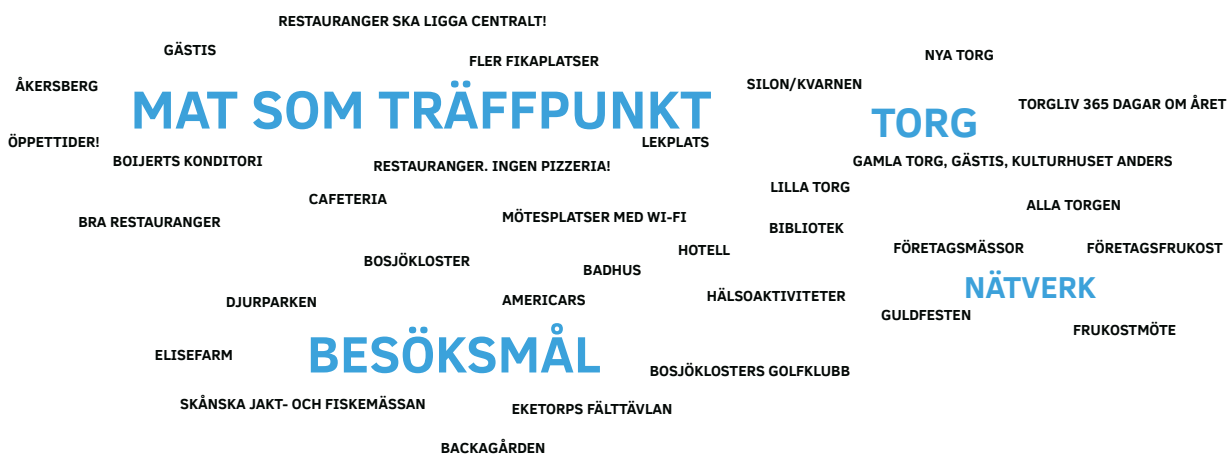 RESTAURANGER SKA LIGGA CENTRALT!
GÄSTIS
FLER FIKAPLATSER
NYA TORG
ÅKERSBERG
SILON/KVARNEN
MAT SOM TRÄFFPUNKT
TORGLIV 365 DAGAR OM ÅRET
TORG
ÖPPETTIDER!
LEKPLATS
BOIJERTS KONDITORI
RESTAURANGER. INGEN PIZZERIA!
GAMLA TORG, GÄSTIS, KULTURHUSET ANDERS
LILLA TORG
CAFETERIA
ALLA TORGEN
BRA RESTAURANGER
MÖTESPLATSER MED WI-FI
BIBLIOTEK
HOTELL
FÖRETAGSMÄSSOR
FÖRETAGSFRUKOST
BOSJÖKLOSTER
BADHUS
NÄTVERK
DJURPARKEN
AMERICARS
HÄLSOAKTIVITETER
GULDFESTEN
FRUKOSTMÖTE
ELISEFARM
BESÖKSMÅL
BOSJÖKLOSTERS GOLFKLUBB
SKÅNSKA JAKT- OCH FISKEMÄSSAN
EKETORPS FÄLTTÄVLAN
BACKAGÅRDEN